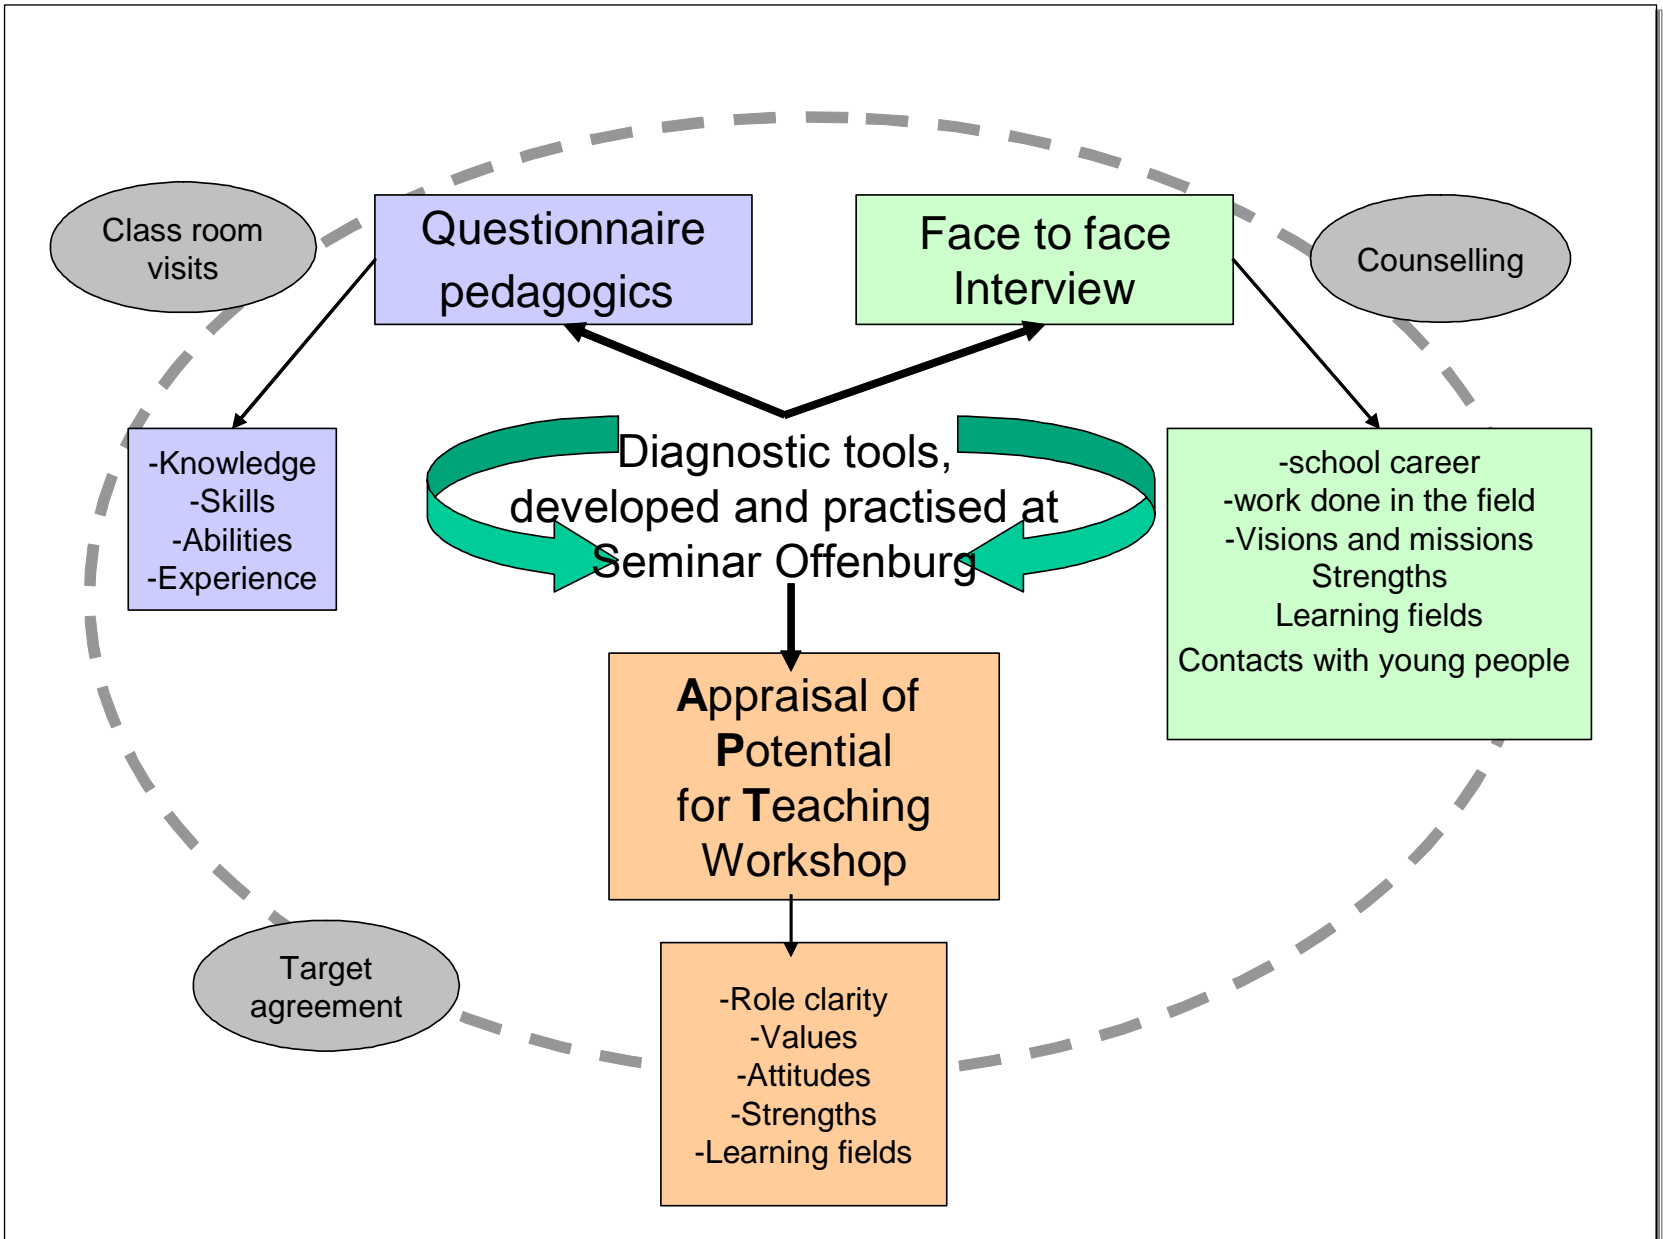 Class room
visits
Questionnaire
pedagogics
Face to face
Interview
Counselling
-Knowledge
-Skills
-Abilities
-Experience
Diagnostic tools,
developed and practised at
Seminar Offenburg
-school career
-work done in the field
-Visions and missions
Strengths
Learning fields
Contacts with young people
Appraisal of
Potential
for Teaching
Workshop
Target
agreement
-Role clarity
-Values
-Attitudes
-Strengths
-Learning fields